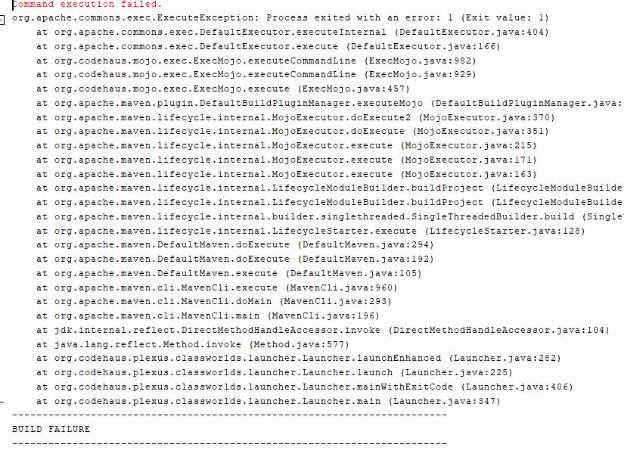 Command execution failed.
org.apache.commons.exec.ExecuteException: Process exited with an error: 1 (Exit value: 1)
at org.apache.commons.exec.DefaultExecutor.executeInternal (DefaultExecutor.java:404)
at org.apache.commons.exec.DefaultExecutor.execute (DefaultExecutor.java:166)
at org.codehaus.mojo.exec.ExecMojo.executeCommandLine (ExecMojo.java:982)
at org.codehaus.mojo.exec.ExecMojo.executeCommandLine (ExecMojo.java:929)
at org.codehaus.mojo.exec.ExecMojo.execute (ExecMojo.java:457)
at org.apache.maven.plugin.DefaultBuildPluginManager.executeMojo (DefaultBuildPluginManager.java:
at org.apache.maven.lifecycle.internal.MojoExecutor.doExecute2 (MojoExecutor.java:370)
at org.apache.maven.lifecycle.internal.MojoExecutor.doExecute (MojoExecutor.java:351)
at org.apache.maven.lifecycle.internal.MojoExecutor.execute (MojoExecutor.java:215)
at org.apache.maven.lifecycle.internal.MojoExecutor.execute (MojoExecutor.java:171)
at org.apache.maven.lifecycle.internal.MojoExecutor.execute (MojoExecutor.java:163)
at org.apache.maven.lifecycle.internal.LifecycleModuleBuilder.buildProject (LifecycleModuleBuilde
at org.apache.maven.lifecycle.internal.LifecycleModuleBuilder.buildProject (LifecycleModuleBuilde
at org.apache.maven.lifecycle.internal.builder.singlethreaded.SingleThreadedBuilder.build (Single
at org.apache.maven.lifecycle.internal.LifecycleStarter.execute (LifecycleStarter.java:128)
at org.apache.maven.DefaultMaven.doExecute (DefaultMaven.java:294)
at org.apache.maven.DefaultMaven.doExecute (DefaultMaven.java:192)
at org.apache.maven.DefaultMaven.execute (DefaultMaven.java:105)
at org.apache.maven.cli.MavenCli.execute (MavenCli.java:960)
at org.apache.maven.cli.MavenCli.doMain (MavenCli.java:293)
at org.apache.maven.cli.MavenCli.main (MavenCli.java:196)
at jdk.internal.reflect.DirectMethodHandleAccessor.invoke (DirectMethodHandleAccessor.java:104)
at java.lang.reflect.Method.invoke (Method.java:577)
at org.codehaus.plexus.classworlds.launcher.Launcher.launchEnhanced (Launcher.java:282)
at org.codehaus.plexus.classworlds.launcher.Launcher.launch (Launcher.java:225)
at org.codehaus.plexus.classworlds.launcher.Launcher.mainWithExitCode (Launcher.java:406)
at org.codehaus.plexus.classworlds.launcher.Launcher.main (Launcher.java:347)
------------------------------------------------------------------------
BUILD FAILURE
------------------------------------------------------------------------